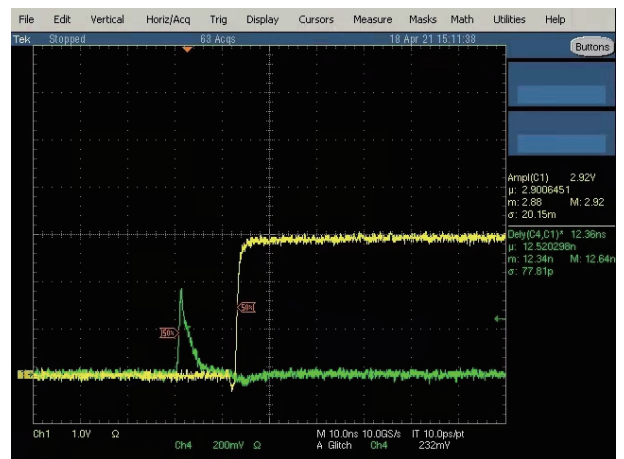 File Edit Vertical Horiz/Acq Trig Display Cursors Measure Masks Math Utilities Help
Tek Stopped 63 Acqs 18 Apr 21 15:11:38
Buttons
Ampl(C1) 2.92V
µ: 2.9006451
m: 2.88 M: 2.92
σ: 20.15m
Dely(C4,C1)* 12.36ns
µ: 12.520298n
m: 12.34n M: 12.64n
σ: 77.81p
50%
50%
Ch1 1.0V Ω M 10.0ns 10.0GS/s IT 10.0ps/pt
Ch4 200mV Ω A Glitch Ch4 232mV